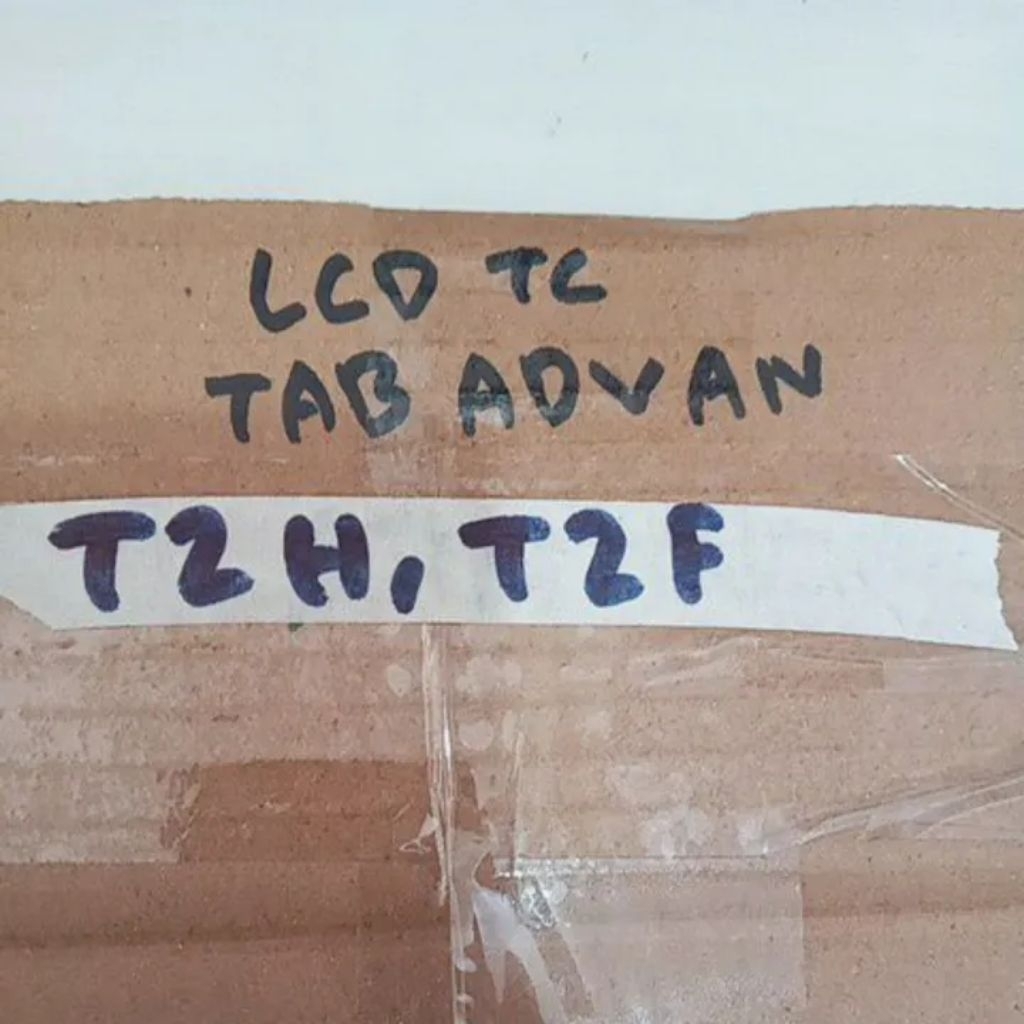 LCD TC
TAB ADVAN
T2H, T2F